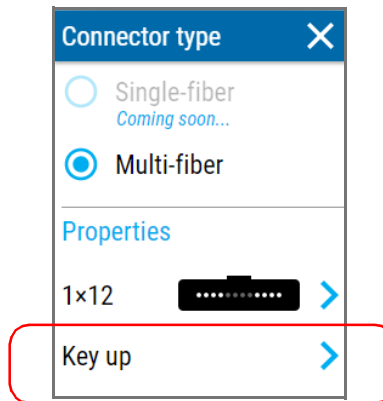 Connector type
Single-fiber
Coming soon...
Multi-fiber
Properties
1×12
Key up